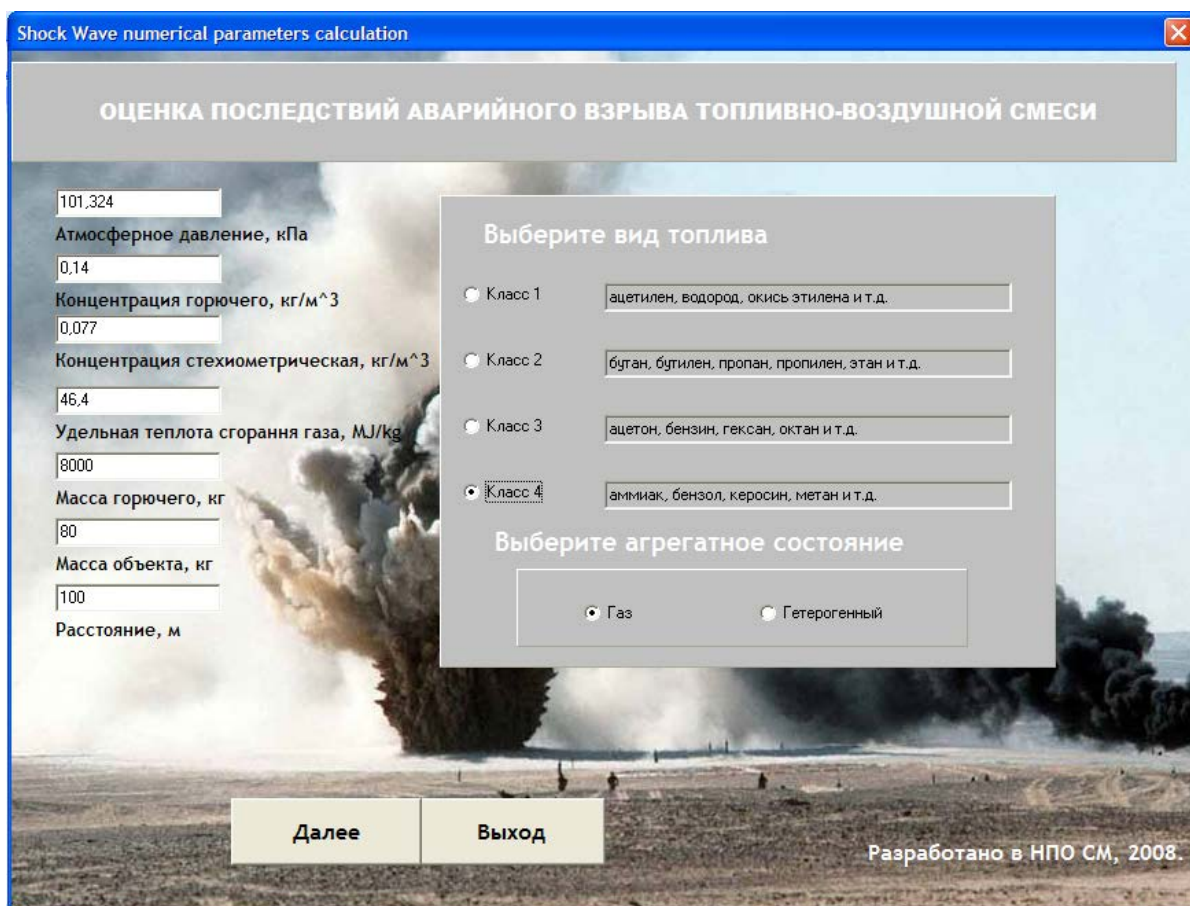 Shock Wave numerical parameters calculation
ОЦЕНКА ПОСЛЕДСТВИЙ АВАРИЙНОГО ВЗРЫВА ТОПЛИВНО-ВОЗДУШНОЙ СМЕСИ
101,324
Атмосферное давление, кПа
0,14
Концентрация горючего, кг/м^3
0,077
Концентрация стехиометрическая, кг/м^3
46,4
Удельная теплота сгорання газа, MJ/kg
8000
Масса горючего, кг
80
Масса объекта, кг
100
Расстояние, м
Выберите вид топлива
Класс 1
ацетилен, водород, окись этилена и т.д.
Класс 2
бутан, бутилен, пропан, пропилен, этан и т.д.
Класс 3
ацетон, бензин, гексан, октан и т.д.
Класс 4
аммиак, бензол, керосин, метан и т.д.
Выберите агрегатное состояние
Газ
Гетерогенный
Далее
Выход
Разработано в НПО СМ, 2008.